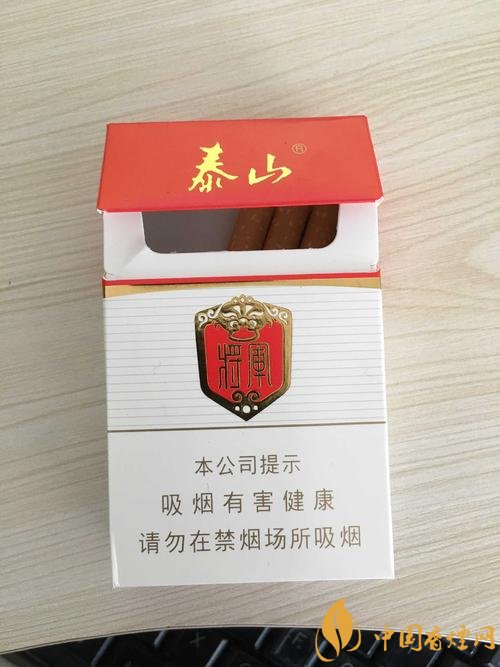 泰山®
将军
本公司提示
吸烟有害健康
请勿在禁烟场所吸烟
中国香烟网